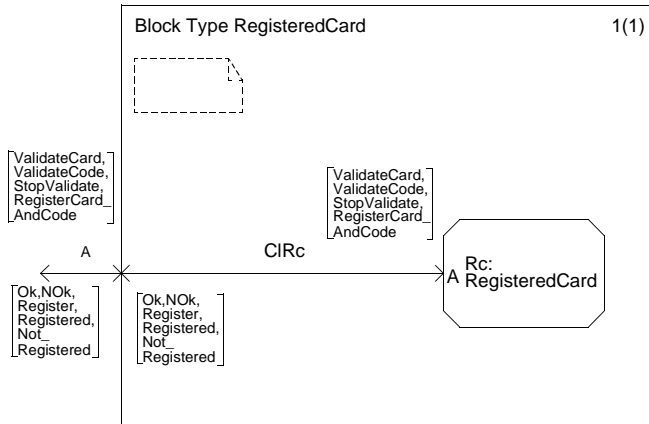 Block Type RegisteredCard 1(1)
ValidateCard,
ValidateCode,
StopValidate,
RegisterCard_
AndCode
ValidateCard,
ValidateCode,
StopValidate,
RegisterCard_
AndCode
A
CIRc
A
Rc:
RegisteredCard
Ok,NOk,
Register,
Registered,
Not_
Registered
Ok,NOk,
Register,
Registered,
Not_
Registered